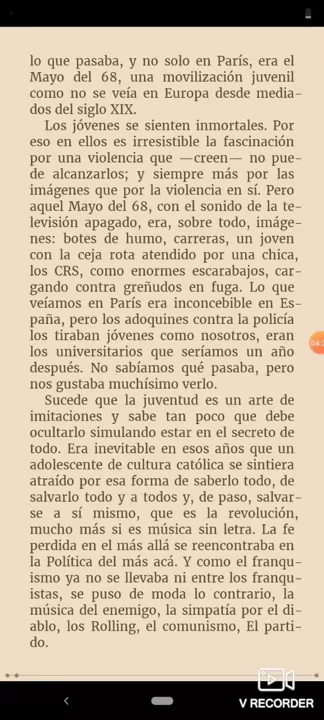 lo que pasaba, y no solo en París, era el
Mayo del 68, una movilización juvenil
como no se veía en Europa desde media-
dos del siglo XIX.
Los jóvenes se sienten inmortales. Por
eso en ellos es irresistible la fascinación
por una violencia que —creen— no pue-
de alcanzarlos; y siempre más por las
imágenes que por la violencia en sí. Pero
aquel Mayo del 68, con el sonido de la te-
levisión apagado, era, sobre todo, imáge-
nes: botes de humo, carreras, un joven
con la ceja rota atendido por una chica,
los CRS, como enormes escarabajos, car-
gando contra greñudos en fuga. Lo que
veíamos en París era inconcebible en Es-
paña, pero los adoquines contra la policía
los tiraban jóvenes como nosotros, eran
los universitarios que seríamos un año
después. No sabíamos qué pasaba, pero
nos gustaba muchísimo verlo.
Sucede que la juventud es un arte de
imitaciones y sabe tan poco que debe
ocultarlo simulando estar en el secreto de
todo. Era inevitable en esos años que un
adolescente de cultura católica se sintiera
atraído por esa forma de saberlo todo, de
salvarlo todo y a todos y, de paso, salvar-
se a sí mismo, que es la revolución,
mucho más si es música sin letra. La fe
perdida en el más allá se reencontraba en
la Política del más acá. Y como el franqu-
ismo ya no se llevaba ni entre los franqu-
istas, se puso de moda lo contrario, la
música del enemigo, la simpatía por el di-
ablo, los Rolling, el comunismo, El parti-
do.
V RECORDER